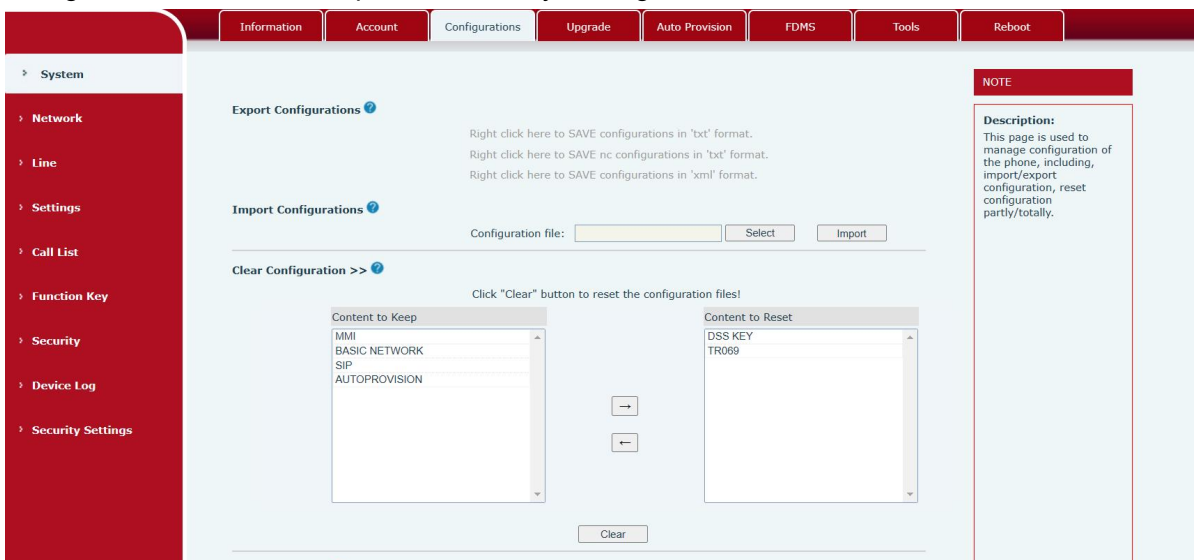 Information Account Configurations Upgrade Auto Provision FDMS Tools Reboot
› System
› Network
› Line
› Settings
› Call List
› Function Key
› Security
› Device Log
› Security Settings
Export Configurations
Right click here to SAVE configurations in 'txt' format.
Right click here to SAVE nc configurations in 'txt' format.
Right click here to SAVE configurations in 'xml' format.
Import Configurations
Configuration file: Select Import
Clear Configuration >>
Click "Clear" button to reset the configuration files!
Content to Keep
MMI
BASIC NETWORK
SIP
AUTOPROVISION
→
←
Content to Reset
DSS KEY
TR069
Clear
NOTE
Description:
This page is used to
manage configuration of
the phone, including,
import/export
configuration, reset
configuration
partly/totally.